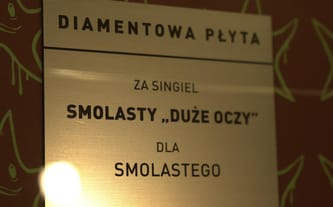 DIAMENTOWA PŁYTA
ZA SINGIEL
SMOLASTY „DUŻE OCZY”
DLA
SMOLASTEGO